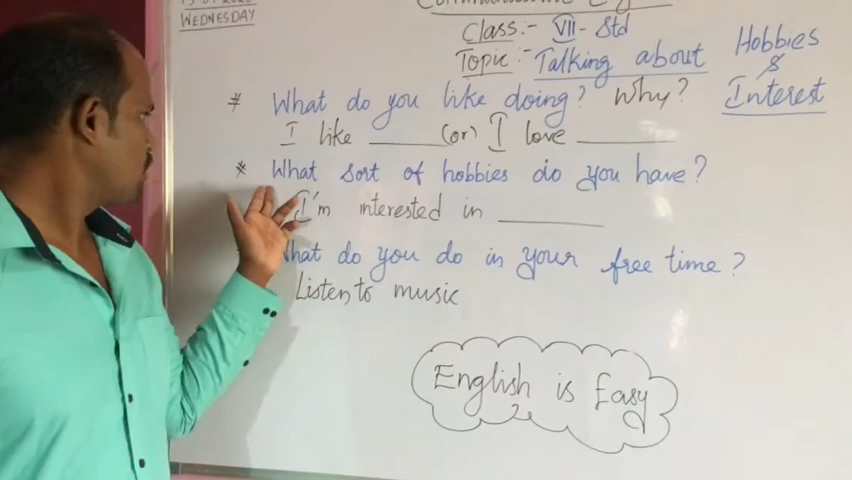 WEDNESDAY
Class:- VII - Std
Topic:- Talking about Hobbies
& Interest
# What do you like doing? Why?
I like ______ (or) I love ______
* What sort of hobbies do you have?
I'm interested in ______
What do you do in your free time?
Listen to music
English is Easy